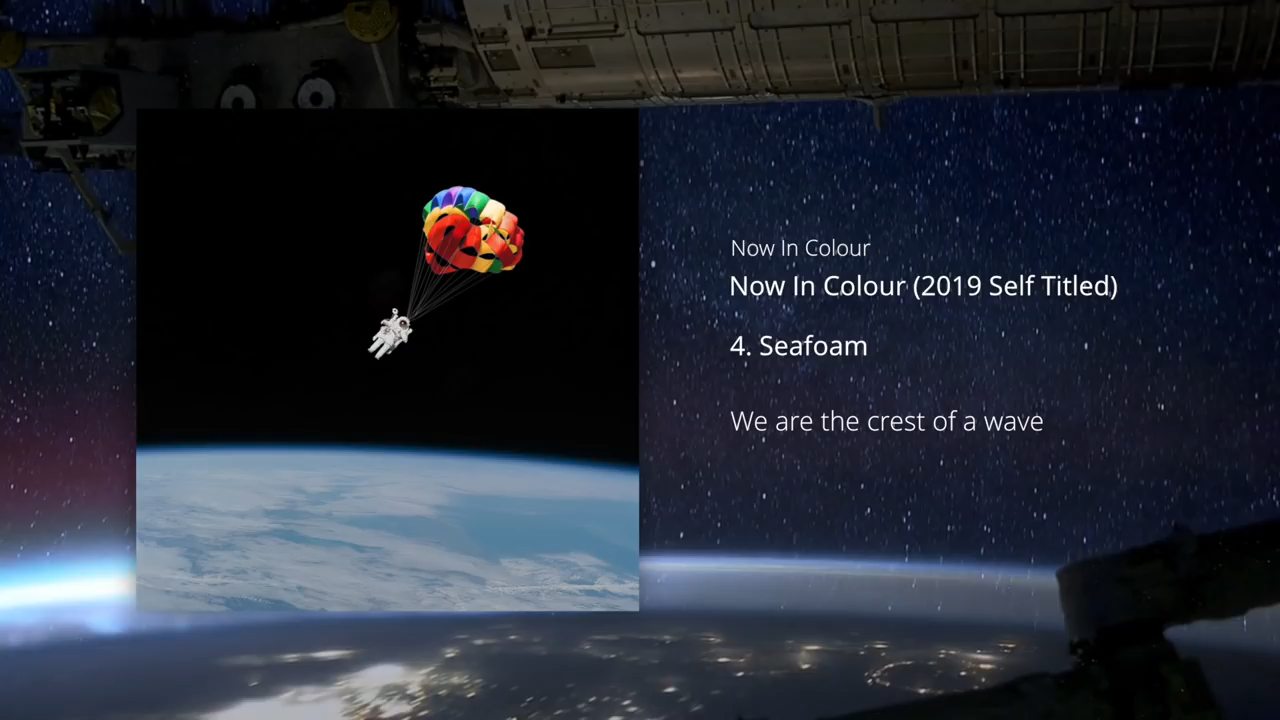 Now In Colour
Now In Colour (2019 Self Titled)
4. Seafoam
We are the crest of a wave